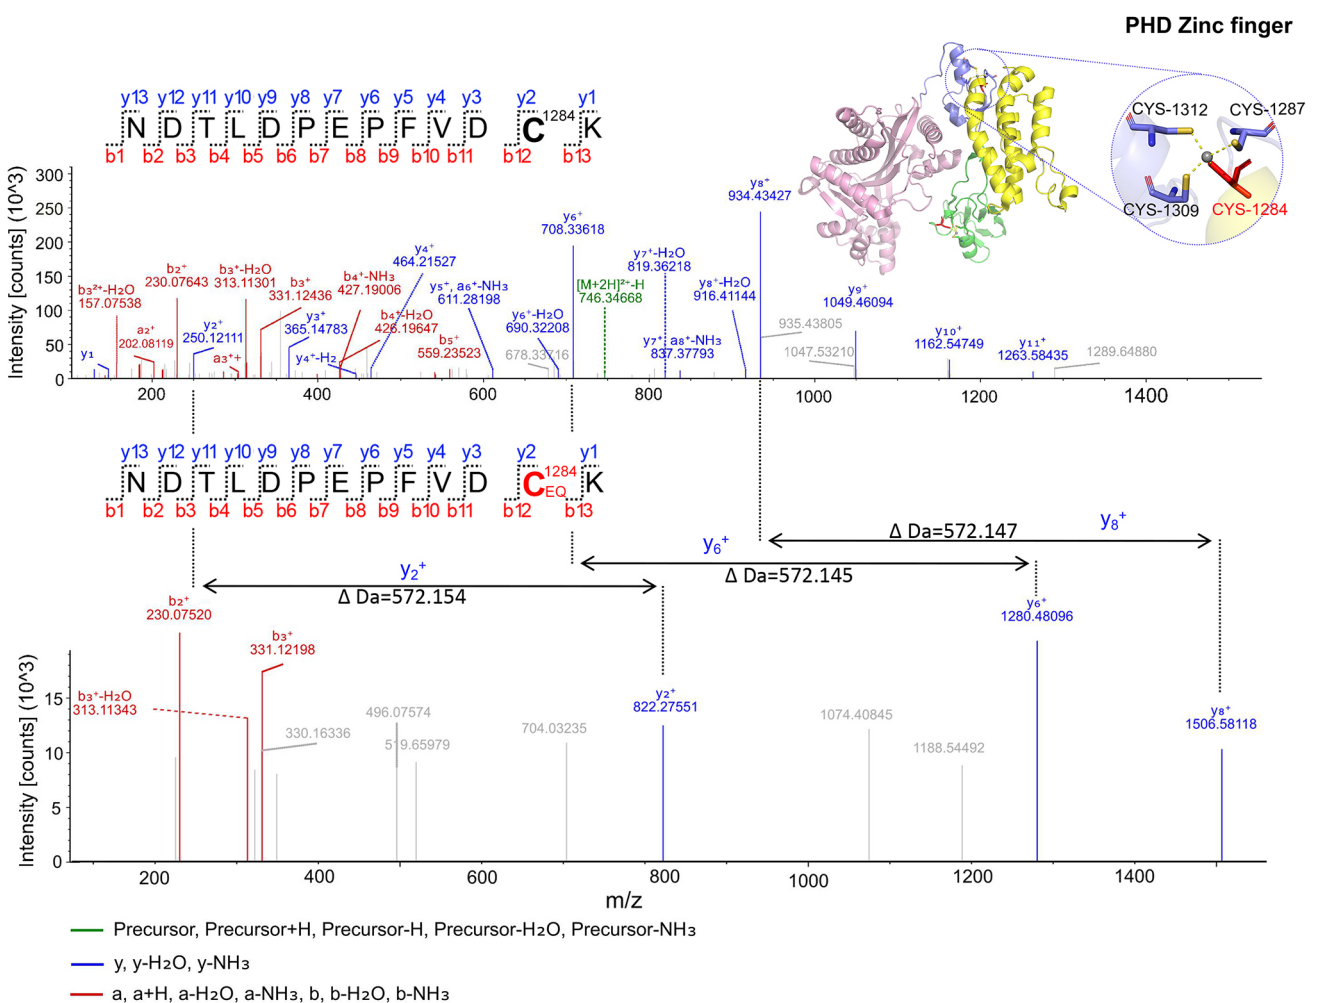 PHD Zinc finger
CYS-1312
CYS-1287
CYS-1309
CYS-1284
y13 y12 y11 y10 y9 y8 y7 y6 y5 y4 y3 y2 y1
N D T L D P E P F V D C¹²⁸⁴ K
b1 b2 b3 b4 b5 b6 b7 b8 b9 b10 b11 b12 b13
Intensity [counts] (10^3)
300
250
200
150
100
50
0
y₁
b₃²⁺-H₂O
157.07538
a₂⁺
202.08119
b₂⁺
230.07643
y₂⁺
250.12111
a₃⁺+
b₃⁺-H₂O
313.11301
b₃⁺
331.12436
y₃⁺
365.14783
y₄⁺-H₂
b₄⁺-NH₃
427.19006
b₄⁺-H₂O
426.19647
y₄⁺
464.21527
b₅⁺
559.23523
y₅⁺, a₆⁺-NH₃
611.28198
678.33716
y₆⁺-H₂O
690.32208
y₆⁺
708.33618
[M+2H]²⁺-H
746.34668
y₇⁺-H₂O
819.36218
y₇⁺ a₈⁺-NH₃
837.37793
y₈⁺-H₂O
916.41144
y₈⁺
934.43427
935.43805
1047.53210
y₉⁺
1049.46094
y₁₀⁺
1162.54749
y₁₁⁺
1263.58435
1289.64880
200 400 600 800 1000 1200 1400
y13 y12 y11 y10 y9 y8 y7 y6 y5 y4 y3 y2 y1
N D T L D P E P F V D C¹²⁸⁴EQ K
b1 b2 b3 b4 b5 b6 b7 b8 b9 b10 b11 b12 b13
y₈⁺
Δ Da=572.147
y₆⁺
Δ Da=572.145
y₂⁺
Δ Da=572.154
Intensity [counts] (10^3)
15
10
5
0
b₂⁺
230.07520
b₃⁺
331.12198
b₃⁺-H₂O
313.11343
330.16336
496.07574
519.65979
704.03235
y₂⁺
822.27551
1074.40845
1188.54492
y₆⁺
1280.48096
y₈⁺
1506.58118
200 400 600 800 1000 1200 1400
m/z
Precursor, Precursor+H, Precursor-H, Precursor-H₂O, Precursor-NH₃
y, y-H₂O, y-NH₃
a, a+H, a-H₂O, a-NH₃, b, b-H₂O, b-NH₃